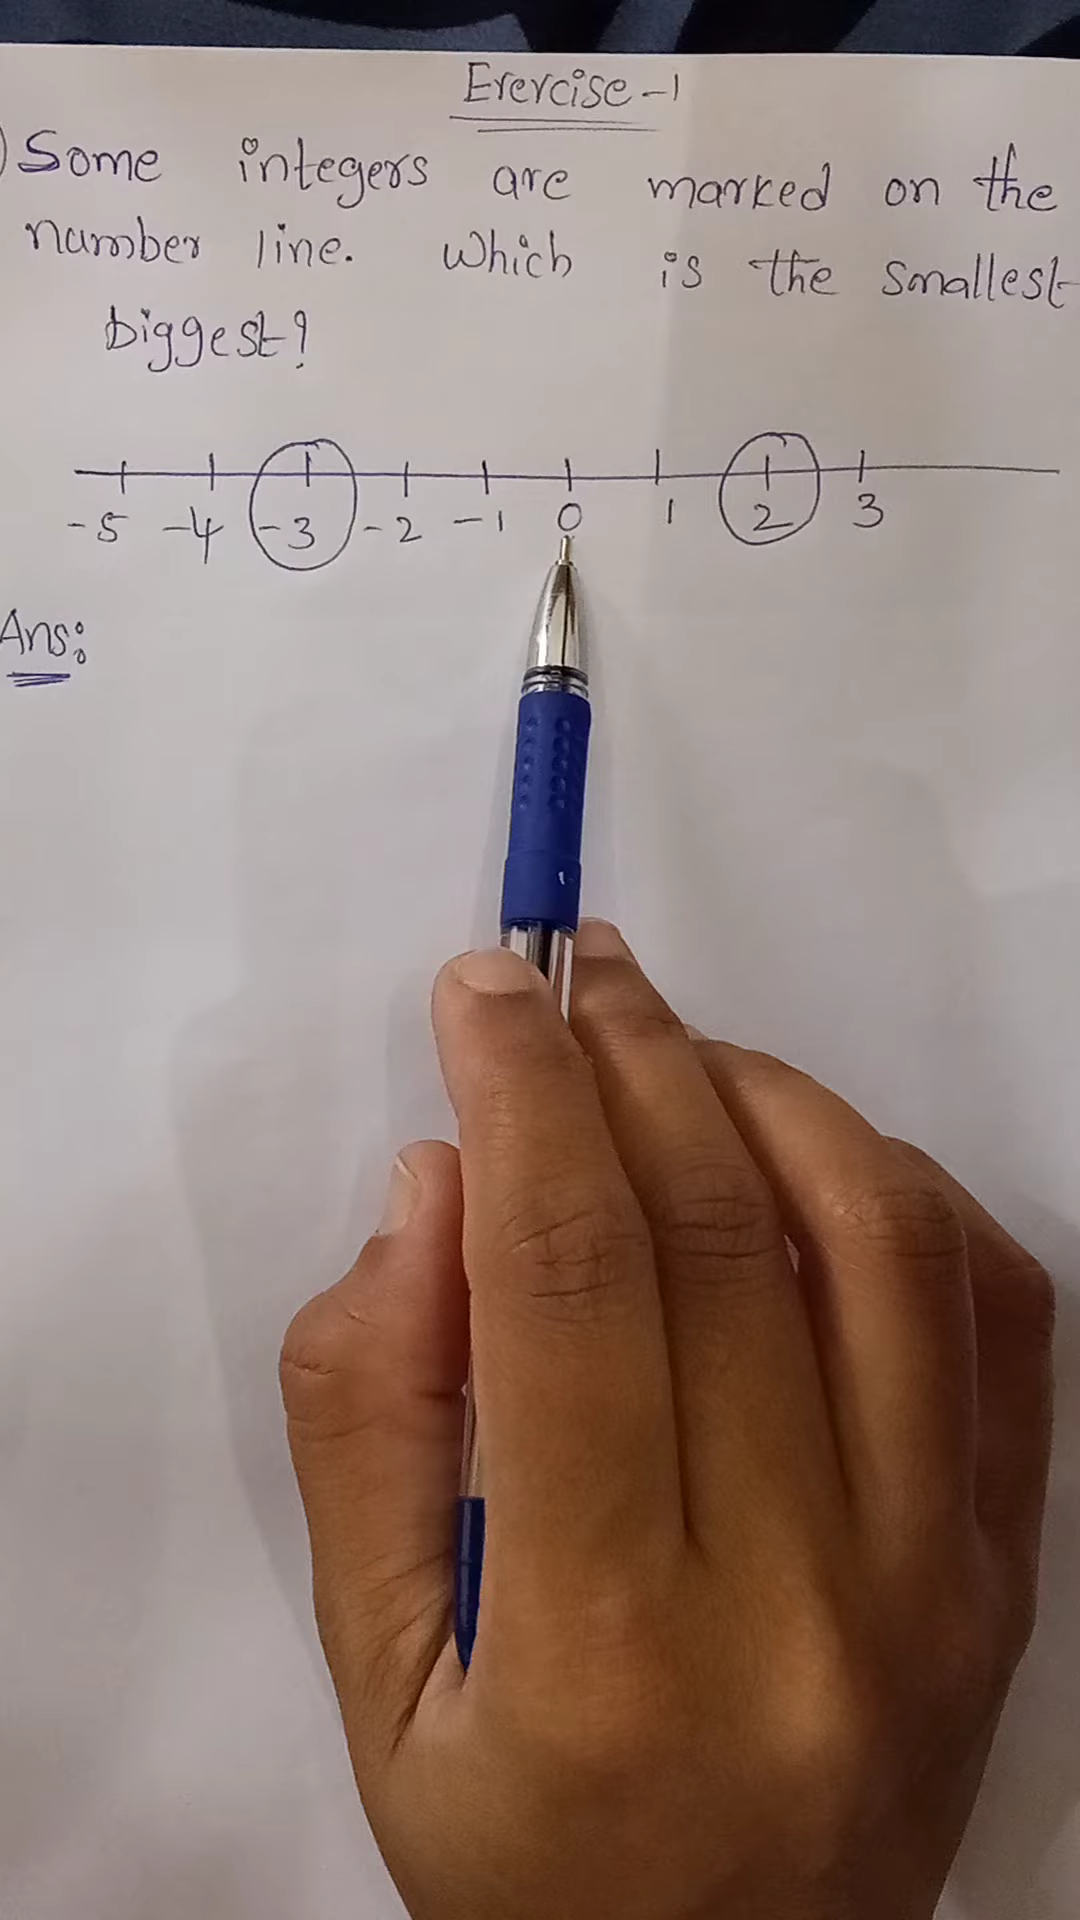 Erercise-1
) Some integers are marked on the
number line. Which is the smallest
biggest?
-5 -4 -3 -2 -1 0 1 2 3
Ans: